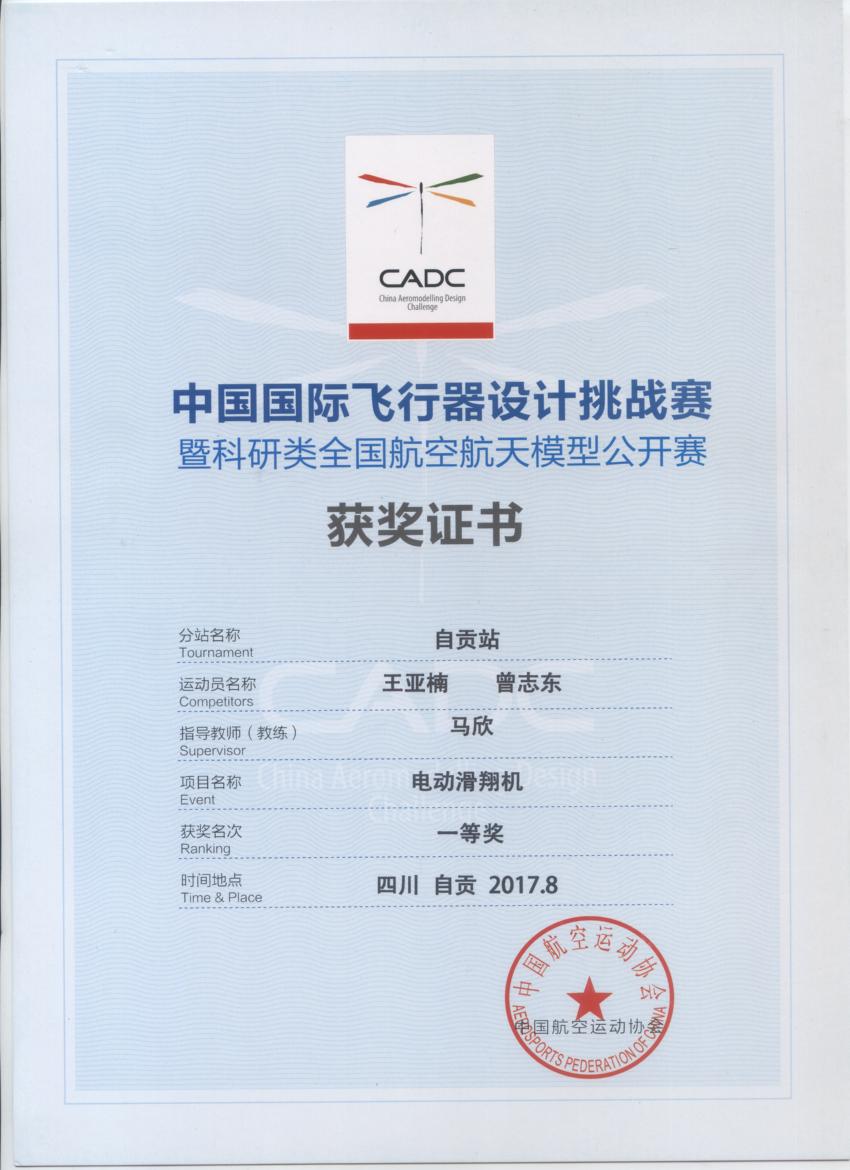 CADC
China Aeromodelling Design
Challenge
中国国际飞行器设计挑战赛
暨科研类全国航空航天模型公开赛
获奖证书
分站名称
Tournament
自贡站
运动员名称
Competitors
王亚楠 曾志东
指导教师（教练）
Supervisor
马欣
项目名称
Event
电动滑翔机
获奖名次
Ranking
一等奖
时间地点
Time & Place
四川 自贡 2017.8
CADC
China Aeromodelling Design
Challenge
中国航空运动协会
中国航空运动协会
AEROSPORTS PEDERATION OF CHINA